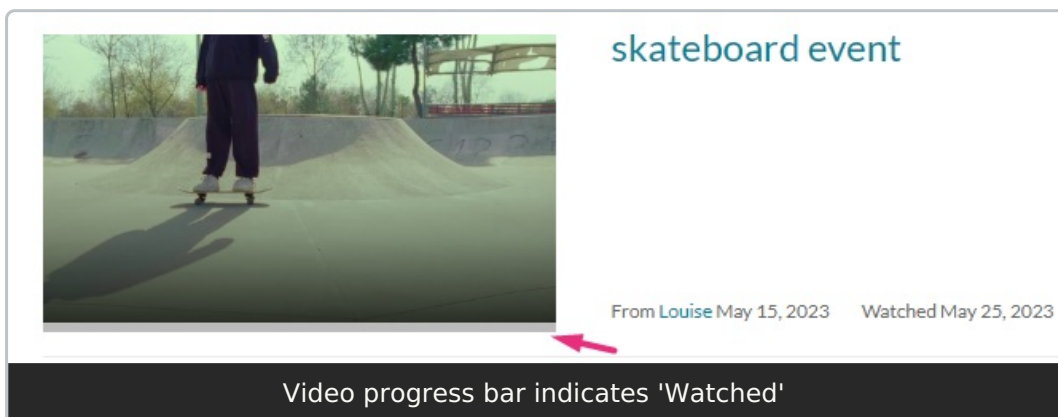 skateboard event
From Louise May 15, 2023 Watched May 25, 2023
Video progress bar indicates 'Watched'